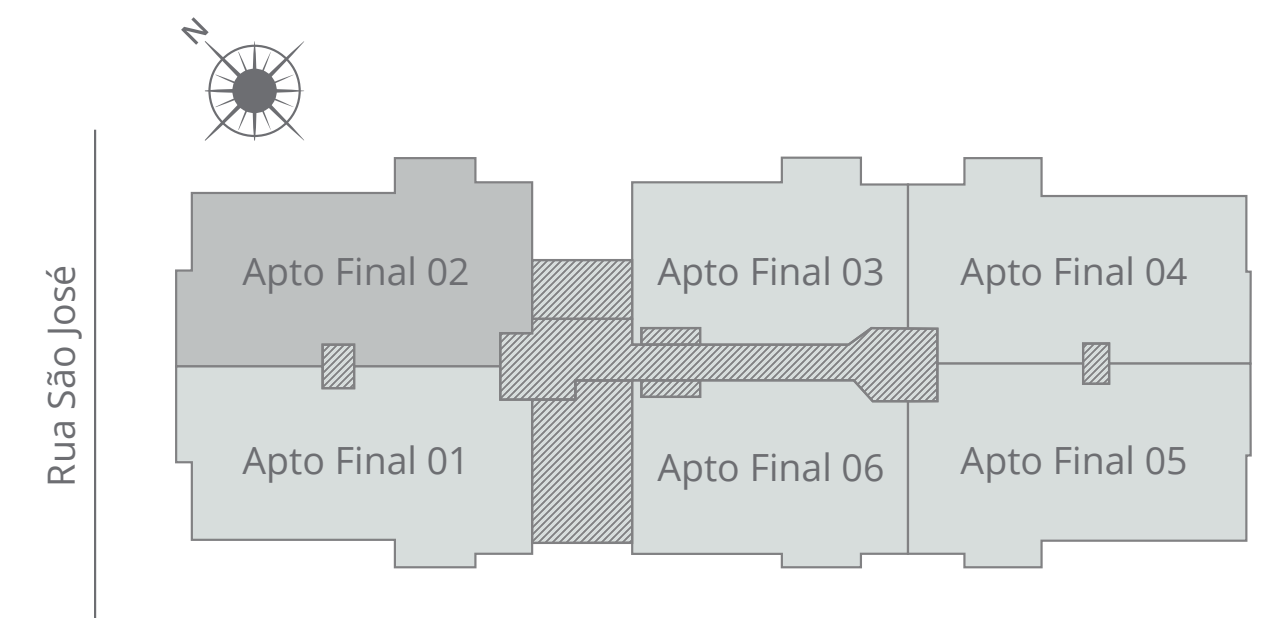 N
Rua São José
Apto Final 02
Apto Final 03
Apto Final 04
Apto Final 01
Apto Final 06
Apto Final 05